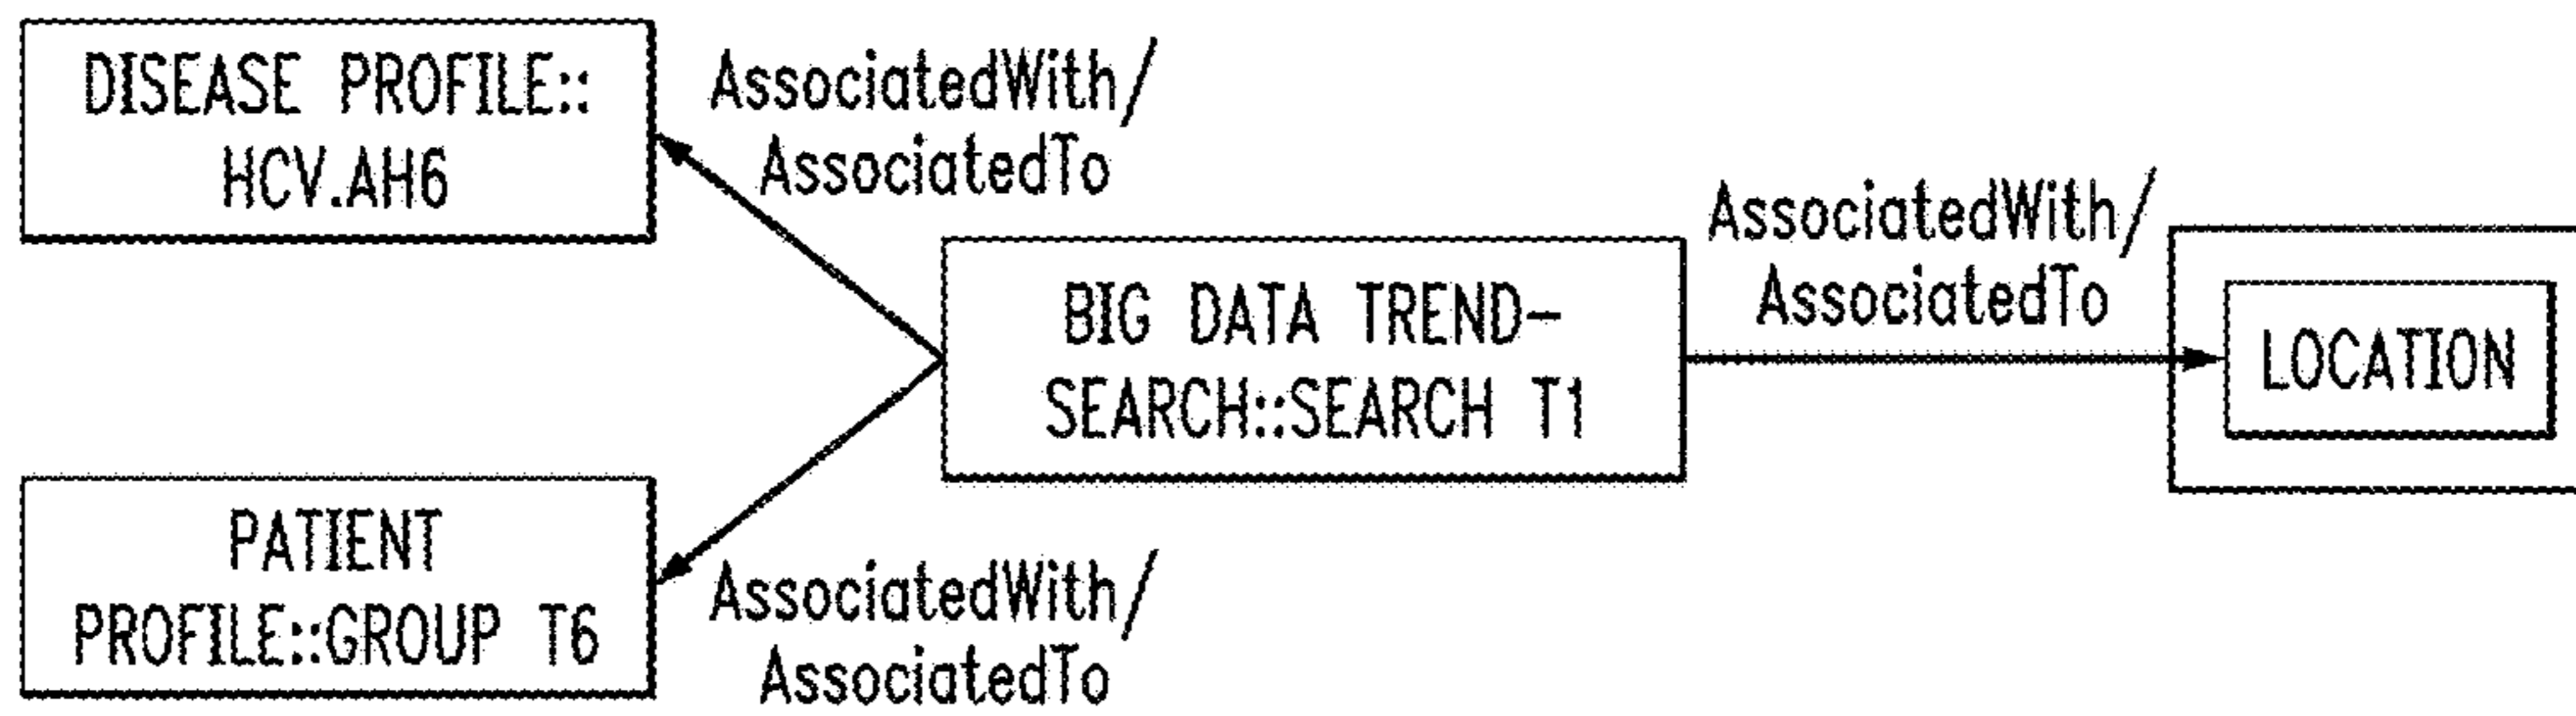 DISEASE PROFILE::
HCV.AH6
AssociatedWith/
AssociatedTo
BIG DATA TREND-
SEARCH::SEARCH T1
AssociatedWith/
AssociatedTo
LOCATION
PATIENT
PROFILE::GROUP T6
AssociatedWith/
AssociatedTo